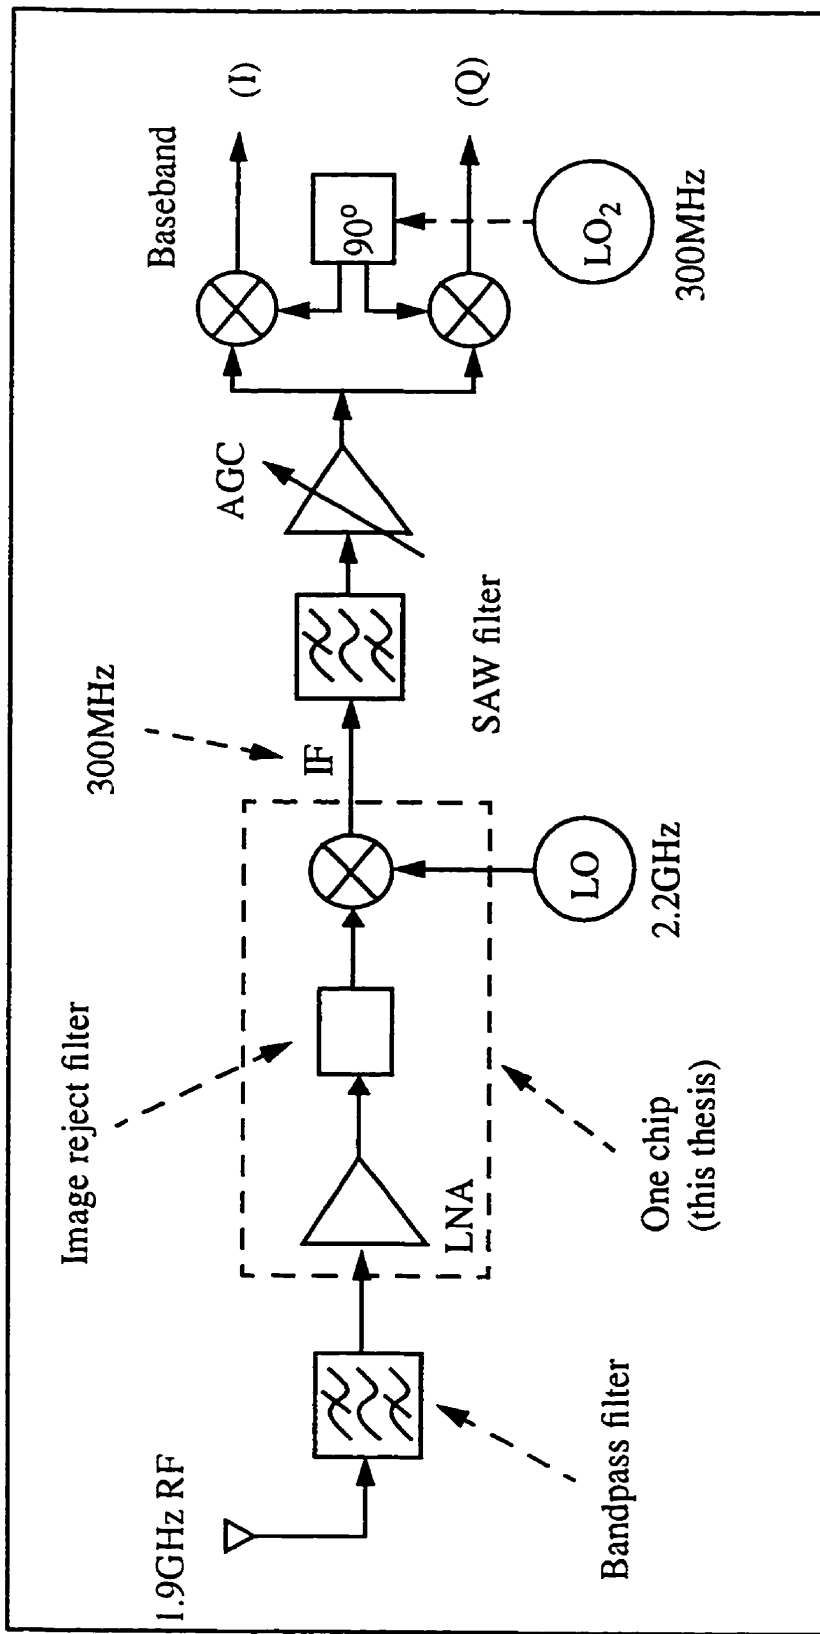 1.9GHz RF
Bandpass filter
Image reject filter
LNA
One chip
(this thesis)
LO
2.2GHz
300MHz
IF
SAW filter
AGC
Baseband
(I)
90°
(Q)
LO₂
300MHz